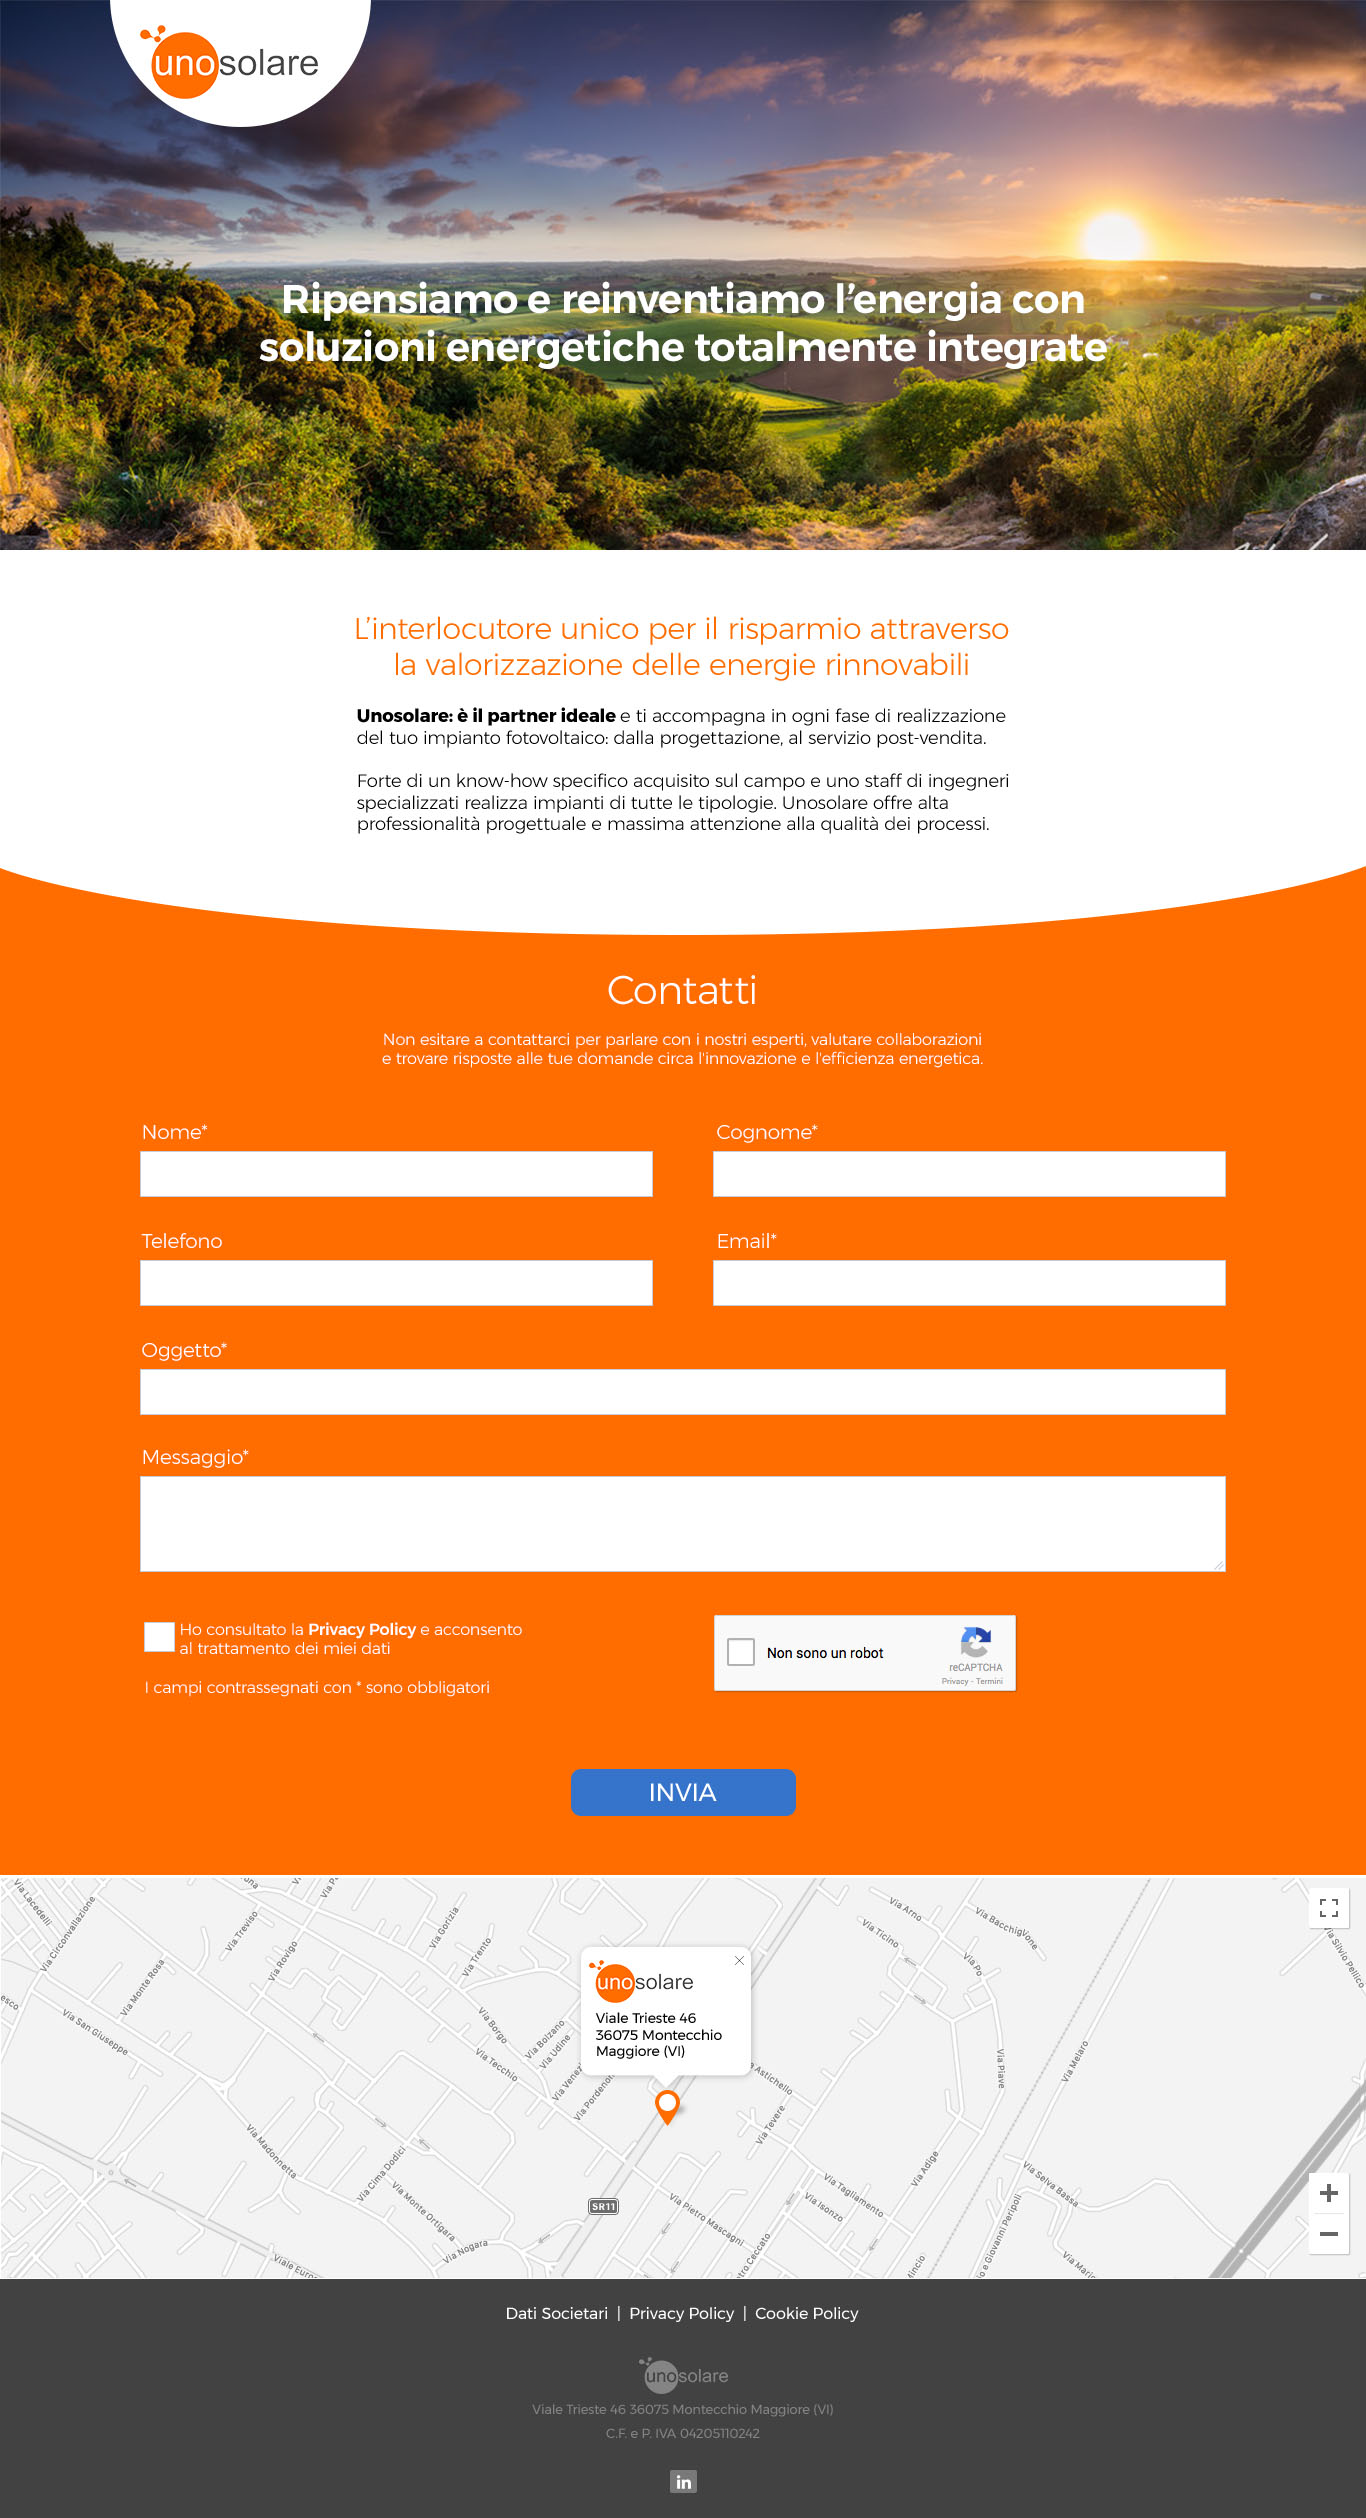 unosolare
Ripensiamo e reinventiamo l’energia con
soluzioni energetiche totalmente integrate
L’interlocutore unico per il risparmio attraverso
la valorizzazione delle energie rinnovabili
Unosolare: è il partner ideale e ti accompagna in ogni fase di realizzazione
del tuo impianto fotovoltaico: dalla progettazione, al servizio post-vendita.
Forte di un know-how specifico acquisito sul campo e uno staff di ingegneri
specializzati realizza impianti di tutte le tipologie. Unosolare offre alta
professionalità progettuale e massima attenzione alla qualità dei processi.
Contatti
Non esitare a contattarci per parlare con i nostri esperti, valutare collaborazioni
e trovare risposte alle tue domande circa l'innovazione e l'efficienza energetica.
Nome*
Cognome*
Telefono
Email*
Oggetto*
Messaggio*
Ho consultato la Privacy Policy e acconsento
al trattamento dei miei dati
I campi contrassegnati con * sono obbligatori
Non sono un robot
reCAPTCHA
Privacy - Termini
INVIA
Via Lacedelli
Via Circonvallazione
Via Treviso
Via Rovigo
Via Gorizia
Via Trento
Via Arno
Via Bacchiglione
Via Ticino
Via Po
Via Silvio Pellico
Via Monte Rosa
Via San Giuseppe
Via Borgo
Via Bolzano
Via Udine
Via Tecchio
Via Pordenon
unosolare
Viale Trieste 46
36075 Montecchio
Maggiore (VI)
Astichello
Via Piave
Via Melaro
Via Tevere
Via Madonnetta
Via Cima Dodici
Via Monte Ortigara
Via Nogara
Viale Euro
SR11
Via Pietro Mascagni
Via Tagliamento
Via Isonzo
Via Adige
Via Selva Bassa
o e Giovanni Peripoli
tro Ceccato
Mincio
Dati Societari | Privacy Policy | Cookie Policy
unosolare
Viale Trieste 46 36075 Montecchio Maggiore (VI)
C.F. e P. IVA 04205110242
in